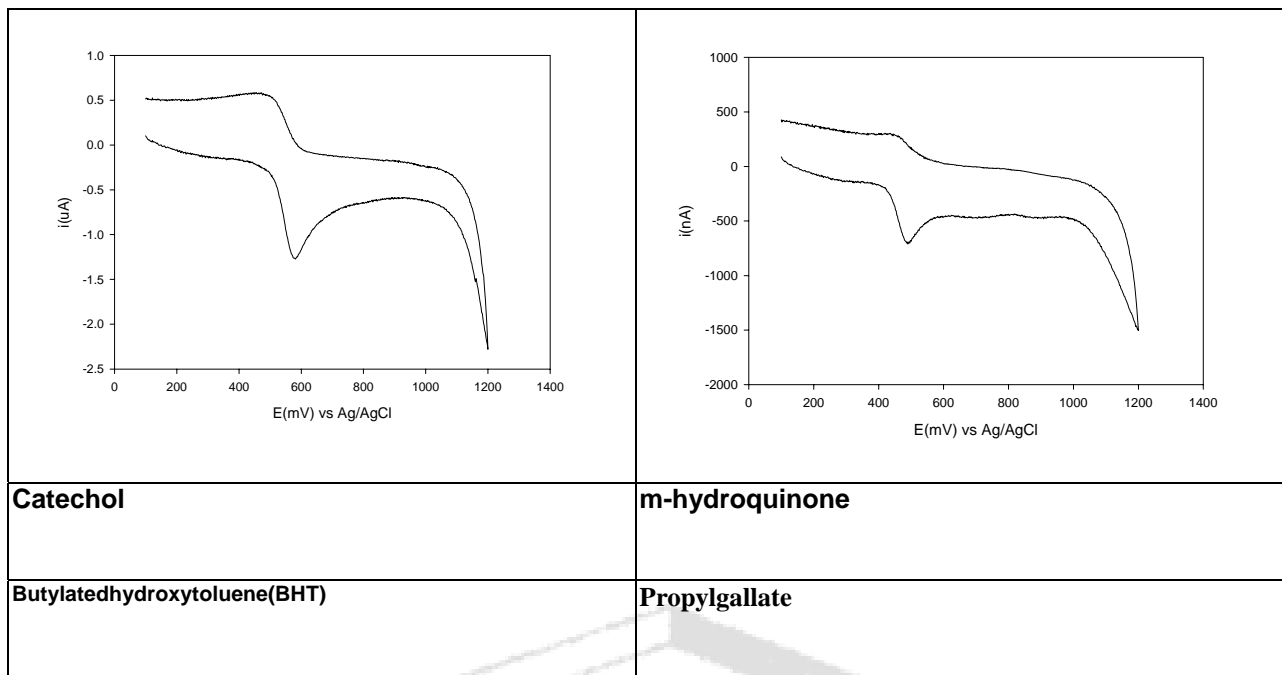 1.0
0.5
0.0
-0.5
-1.0
-1.5
-2.0
-2.5
i(uA)
0 200 400 600 800 1000 1200 1400
E(mV) vs Ag/AgCl
1000
500
0
-500
-1000
-1500
-2000
i(nA)
0 200 400 600 800 1000 1200 1400
E(mV) vs Ag/AgCl
Catechol
m-hydroquinone
Butylatedhydroxytoluene(BHT)
Propylgallate